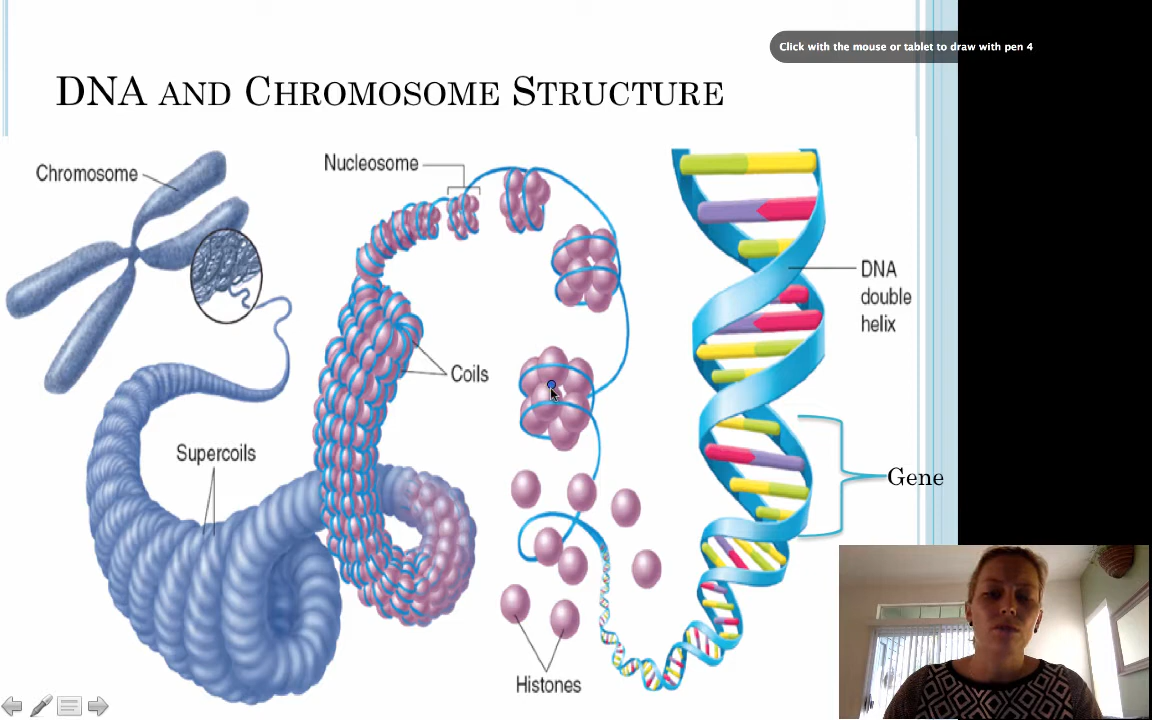 Click with the mouse or tablet to draw with pen 4
DNA AND CHROMOSOME STRUCTURE
Chromosome
Nucleosome
DNA
double
helix
Coils
Supercoils
Gene
Histones